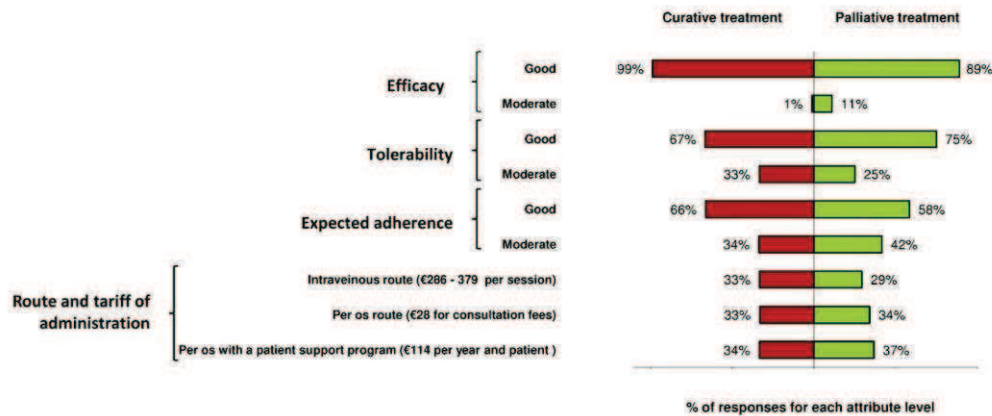 Curative treatment Palliative treatment
Efficacy
Good 99% 89%
Moderate 1% 11%
Tolerability
Good 67% 75%
Moderate 33% 25%
Expected adherence
Good 66% 58%
Moderate 34% 42%
Route and tariff of
administration
Intraveinous route (€286 - 379 per session) 33% 29%
Per os route (€28 for consultation fees) 33% 34%
Per os with a patient support program (€114 per year and patient ) 34% 37%
% of responses for each attribute level